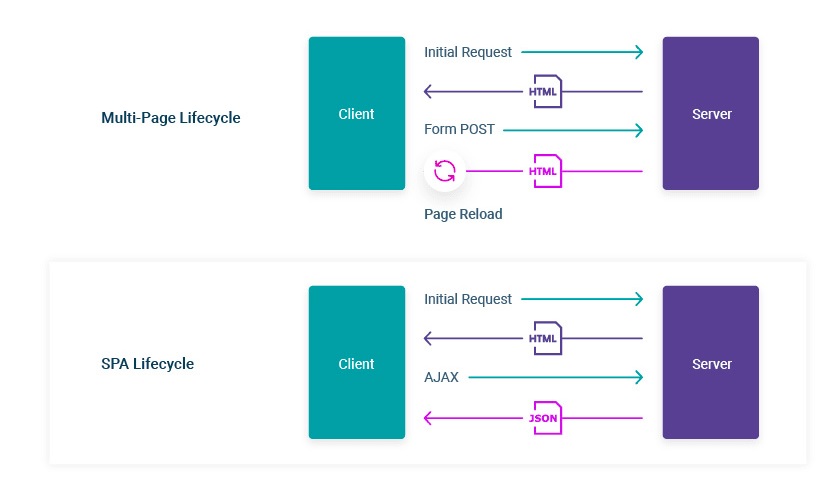 Multi-Page Lifecycle
Client
Initial Request
HTML
Form POST
HTML
Page Reload
Server
SPA Lifecycle
Client
Initial Request
HTML
AJAX
JSON
Server